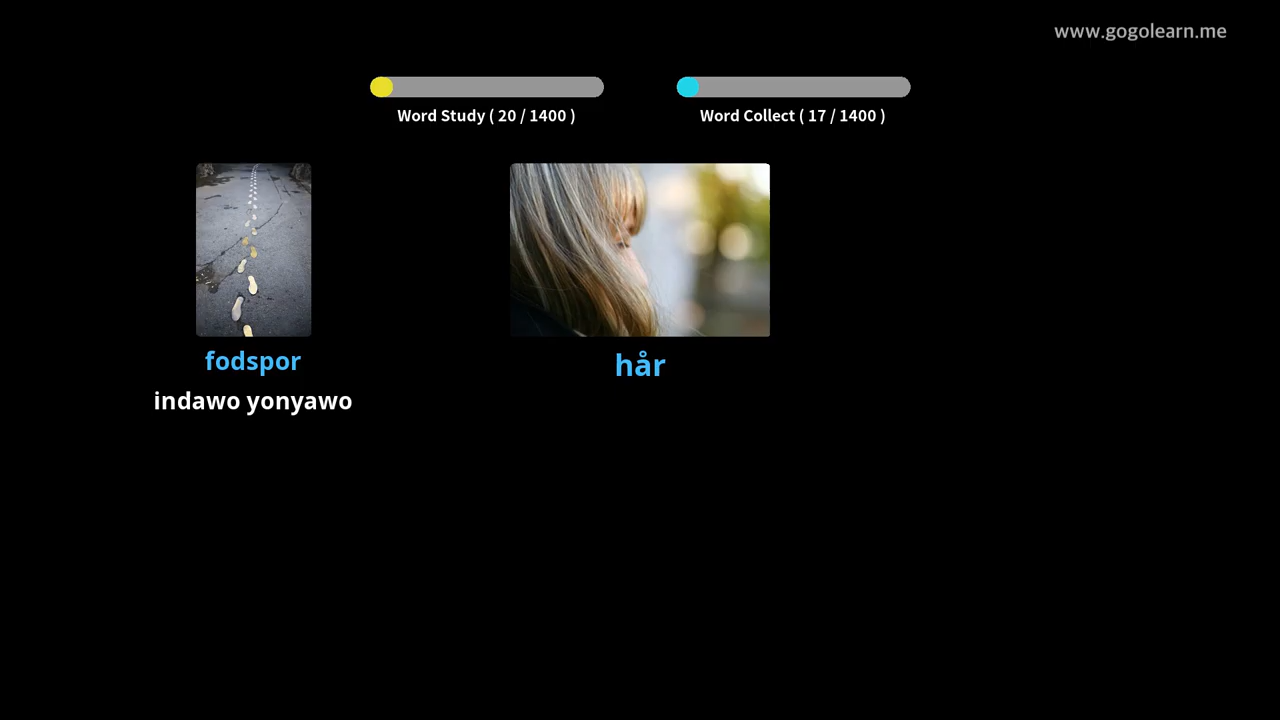 www.gogolearn.me
Word Study ( 20 / 1400 )
Word Collect ( 17 / 1400 )
fodspor
hår
indawo yonyawo